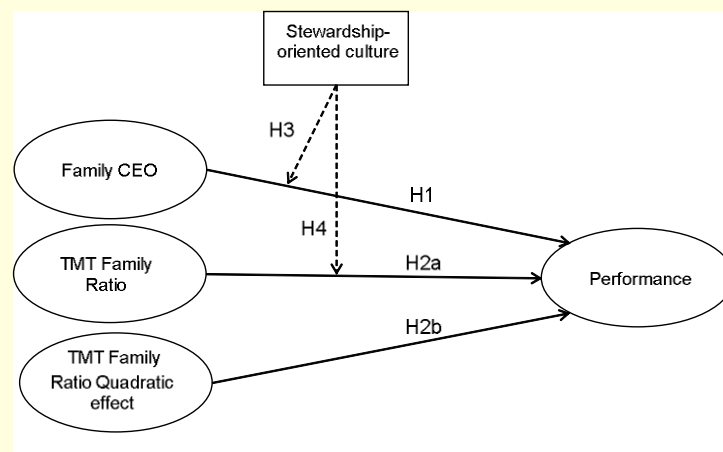 Stewardship-
oriented culture
H3
Family CEO
H1
H4
TMT Family
Ratio
H2a
Performance
H2b
TMT Family
Ratio Quadratic
effect